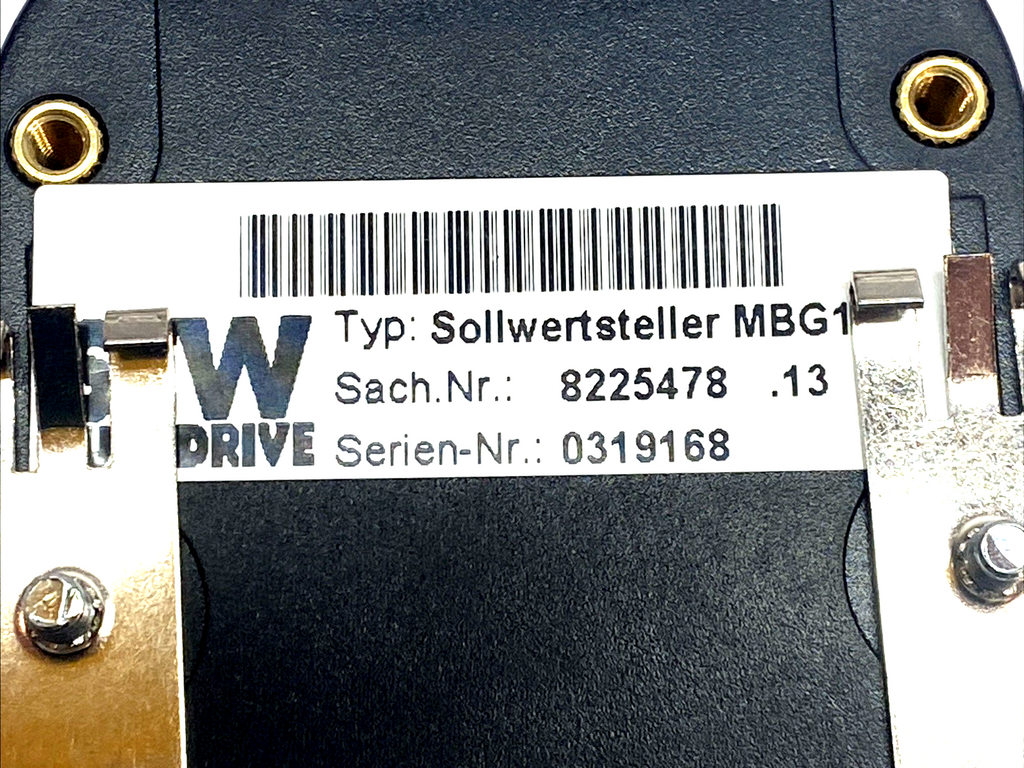 Typ: Sollwertsteller MBG1
Sach.Nr.: 8225478 .13
Serien-Nr.: 0319168
W
DRIVE